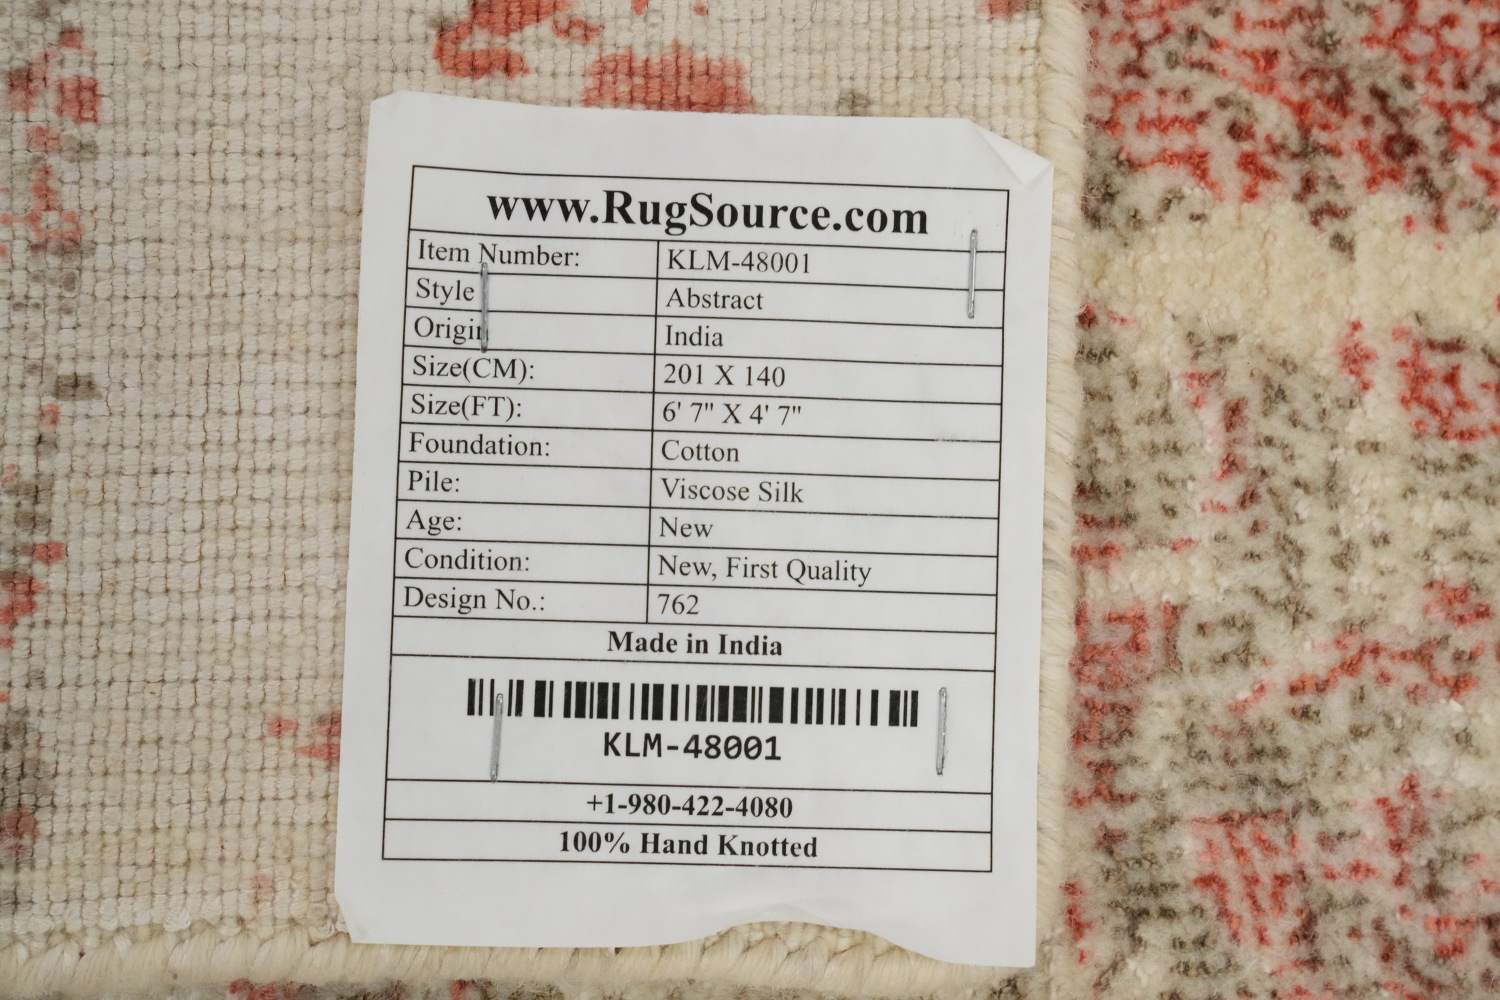 www.RugSource.com
Item Number: KLM-48001
Style Abstract
Origin India
Size(CM): 201 X 140
Size(FT): 6' 7" X 4' 7"
Foundation: Cotton
Pile: Viscose Silk
Age: New
Condition: New, First Quality
Design No.: 762
Made in India
KLM-48001
+1-980-422-4080
100% Hand Knotted